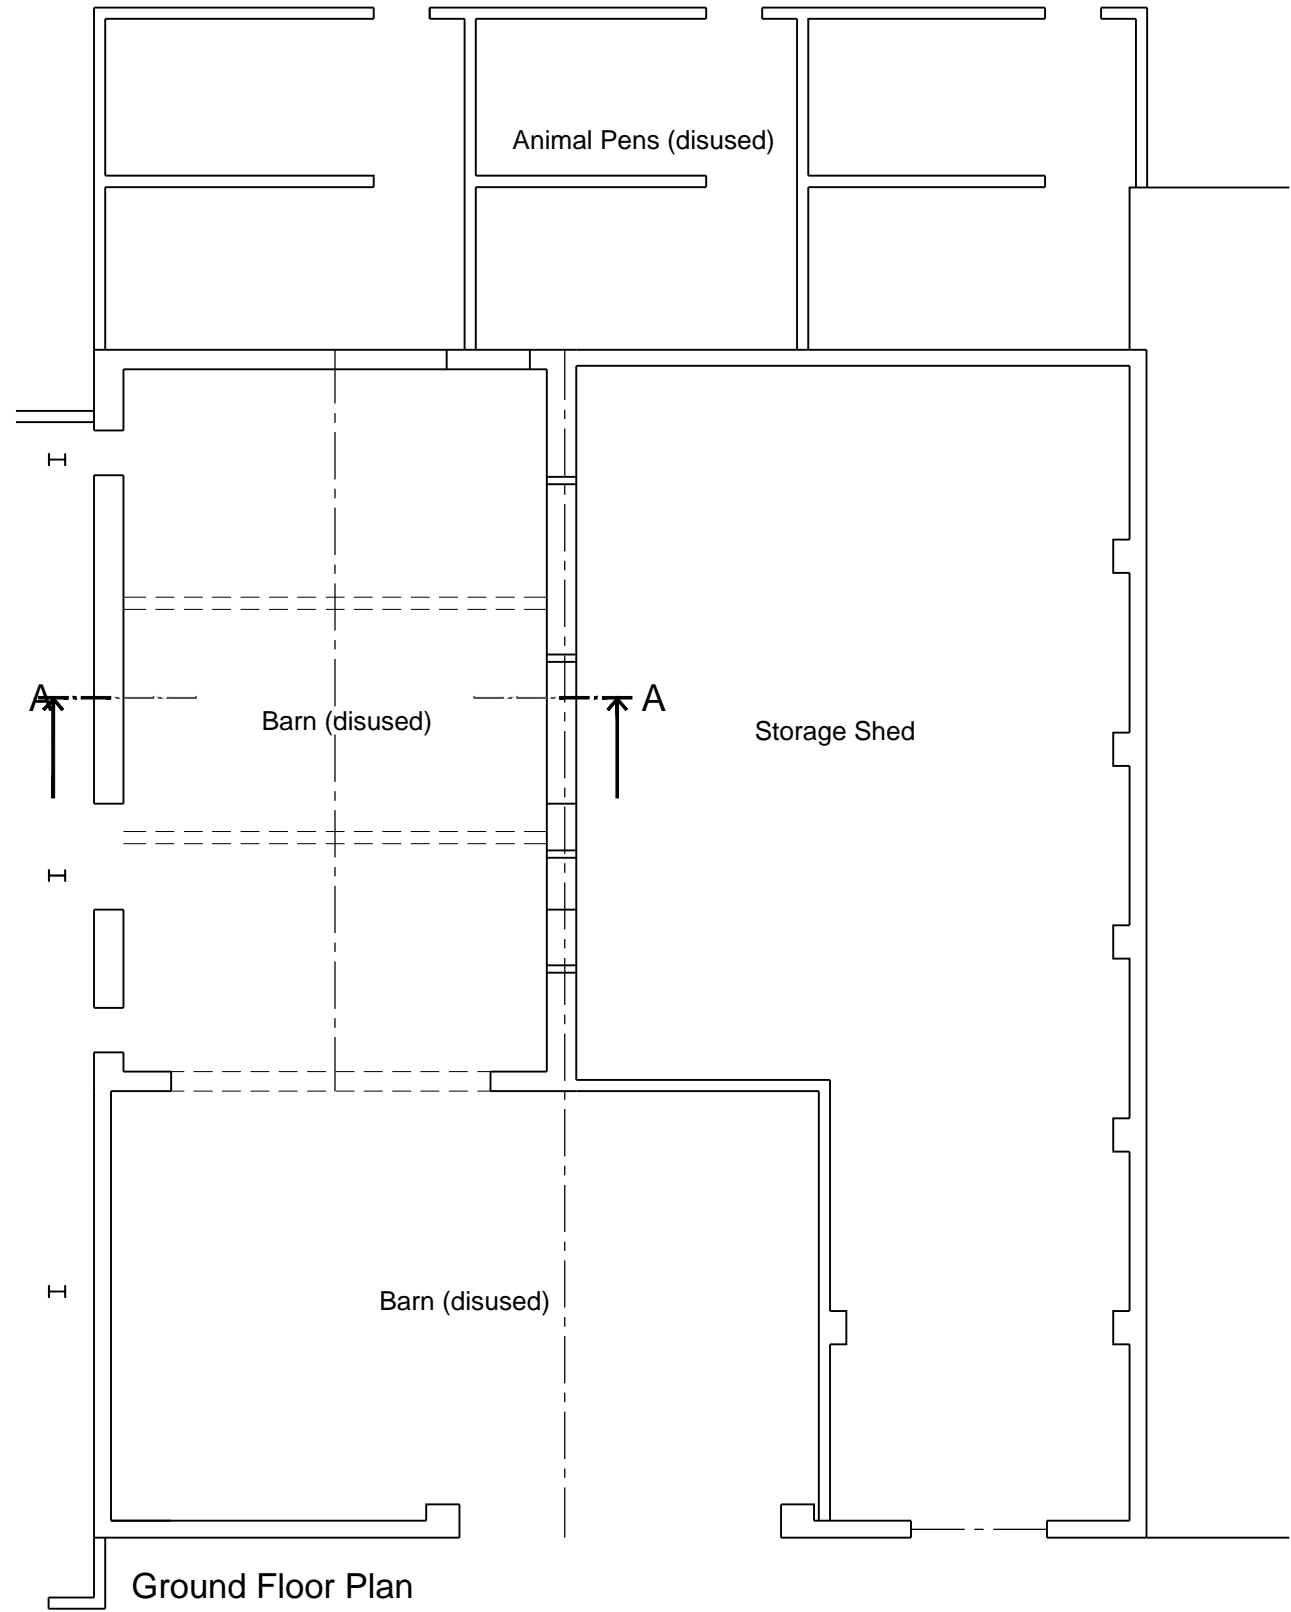 Animal Pens (disused)
A
A
Barn (disused)
Storage Shed
Barn (disused)
Ground Floor Plan